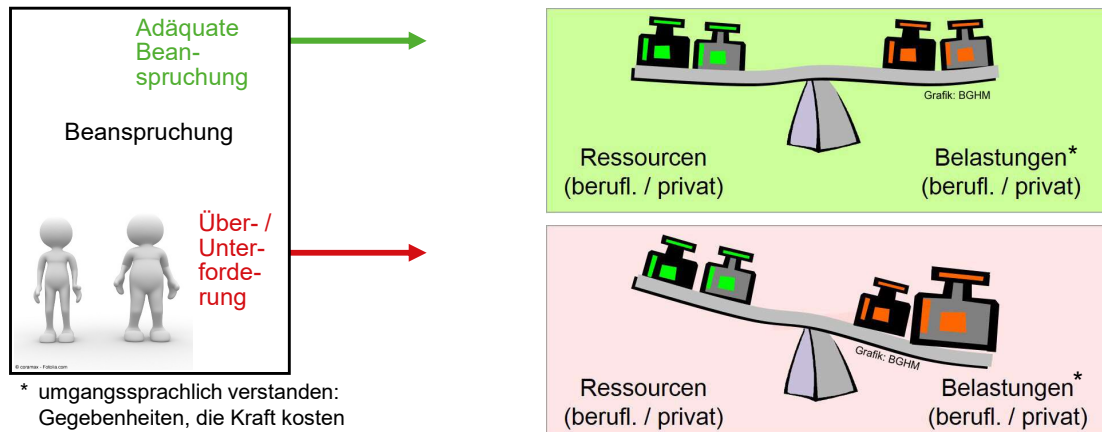 Adäquate
Bean-
spruchung
Beanspruchung
Über- /
Unter-
forde-
rung
© coramax - Fotolia.com
* umgangssprachlich verstanden:
Gegebenheiten, die Kraft kosten
Grafik: BGHM
Ressourcen
(berufl. / privat)
Belastungen*
(berufl. / privat)
Grafik: BGHM
Ressourcen
(berufl. / privat)
Belastungen*
(berufl. / privat)